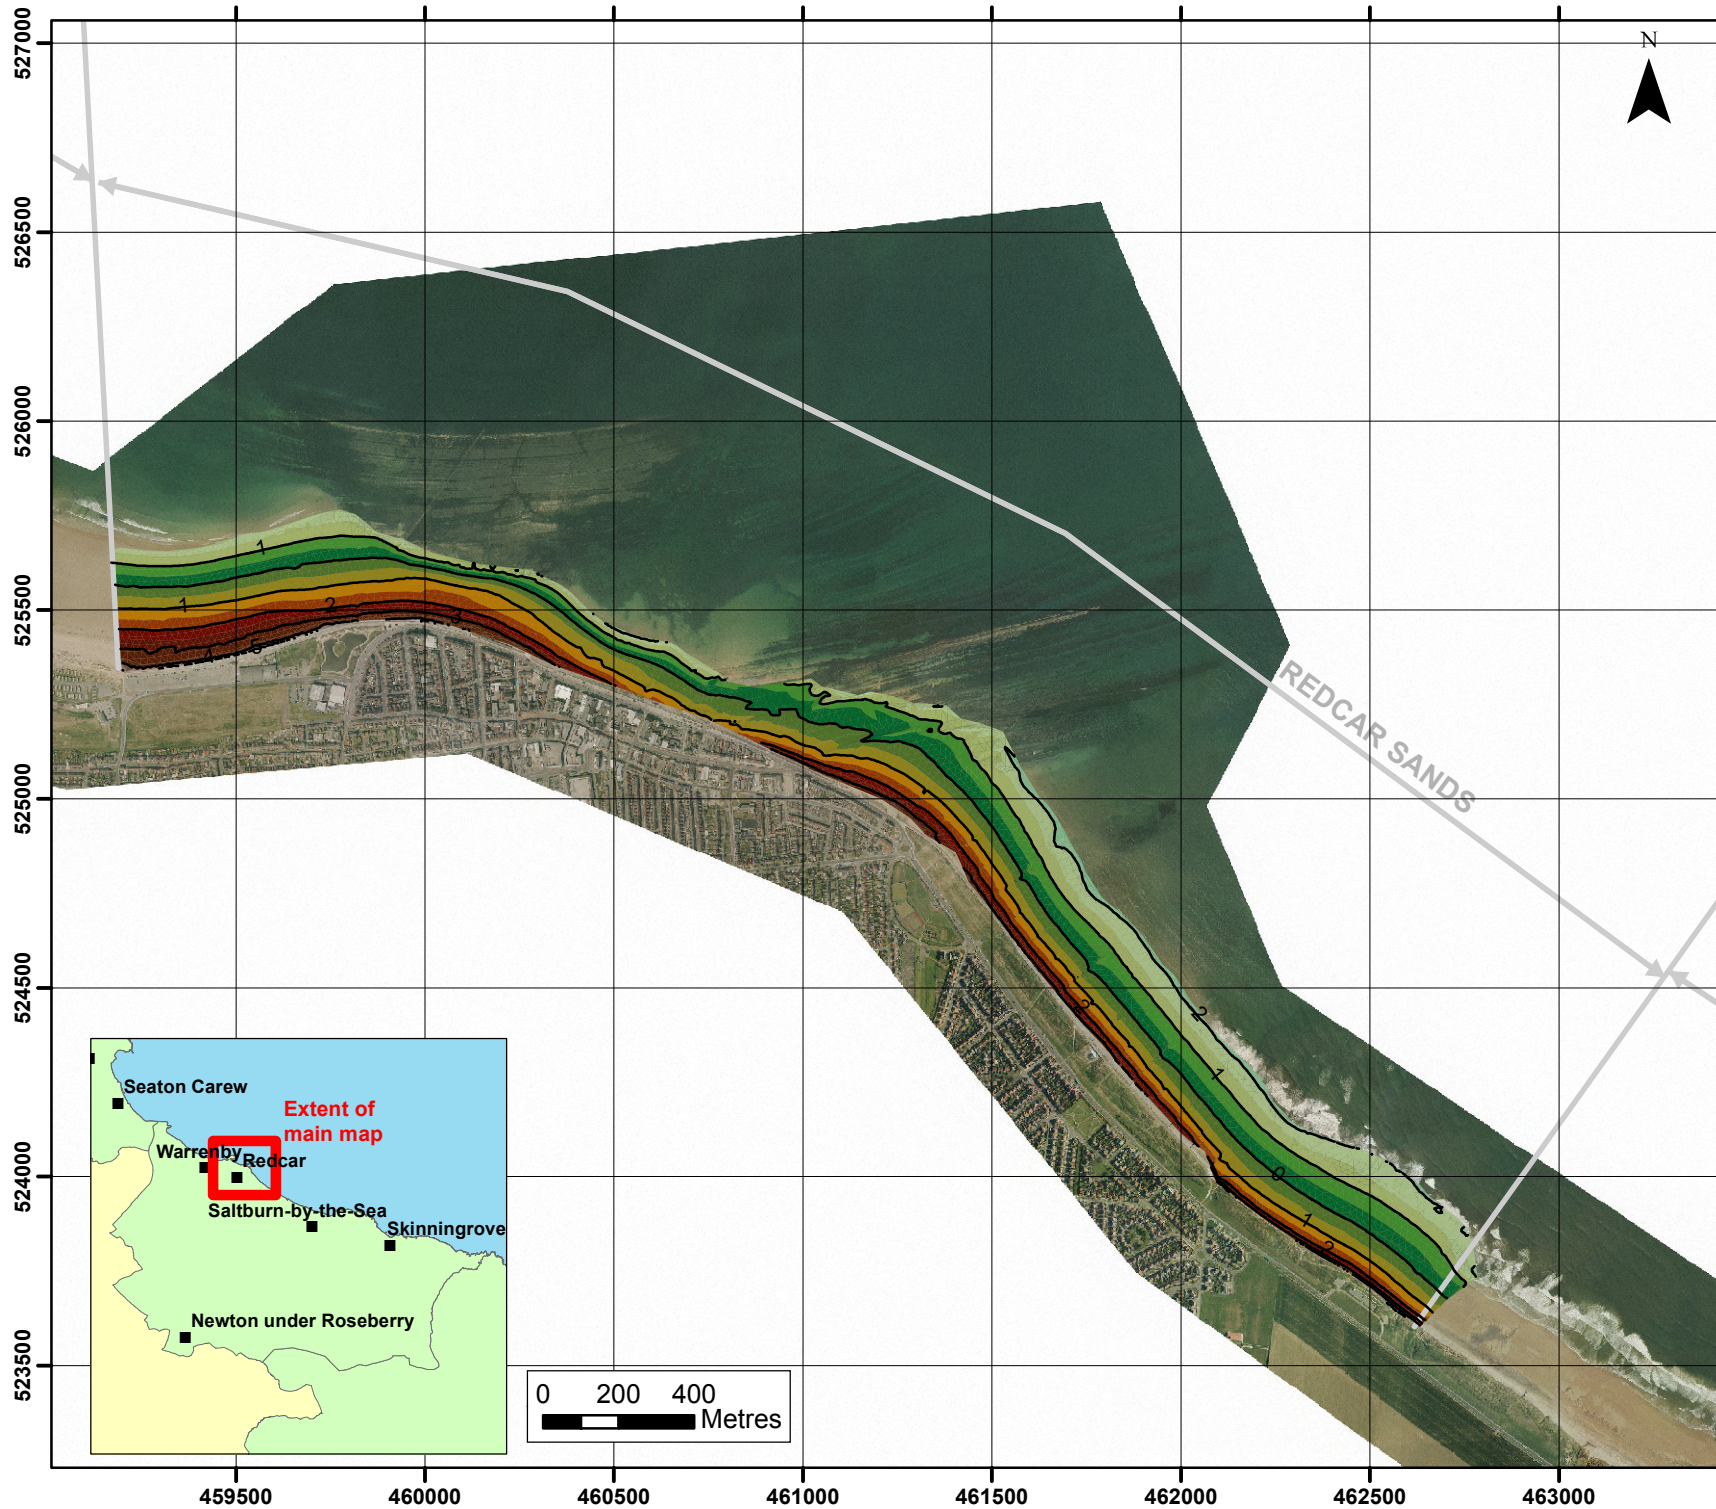 527000
N
526500
526000
525500
525000
524500
524000
523500
1
1
2
3
4
5
REDCAR SANDS
2
2
1
0
1
2
Seaton Carew
Extent of
main map
Warrenby
Redcar
Saltburn-by-the-Sea
Skinningrove
Newton under Roseberry
0 200 400
Metres
459500 460000 460500 461000 461500 462000 462500 463000